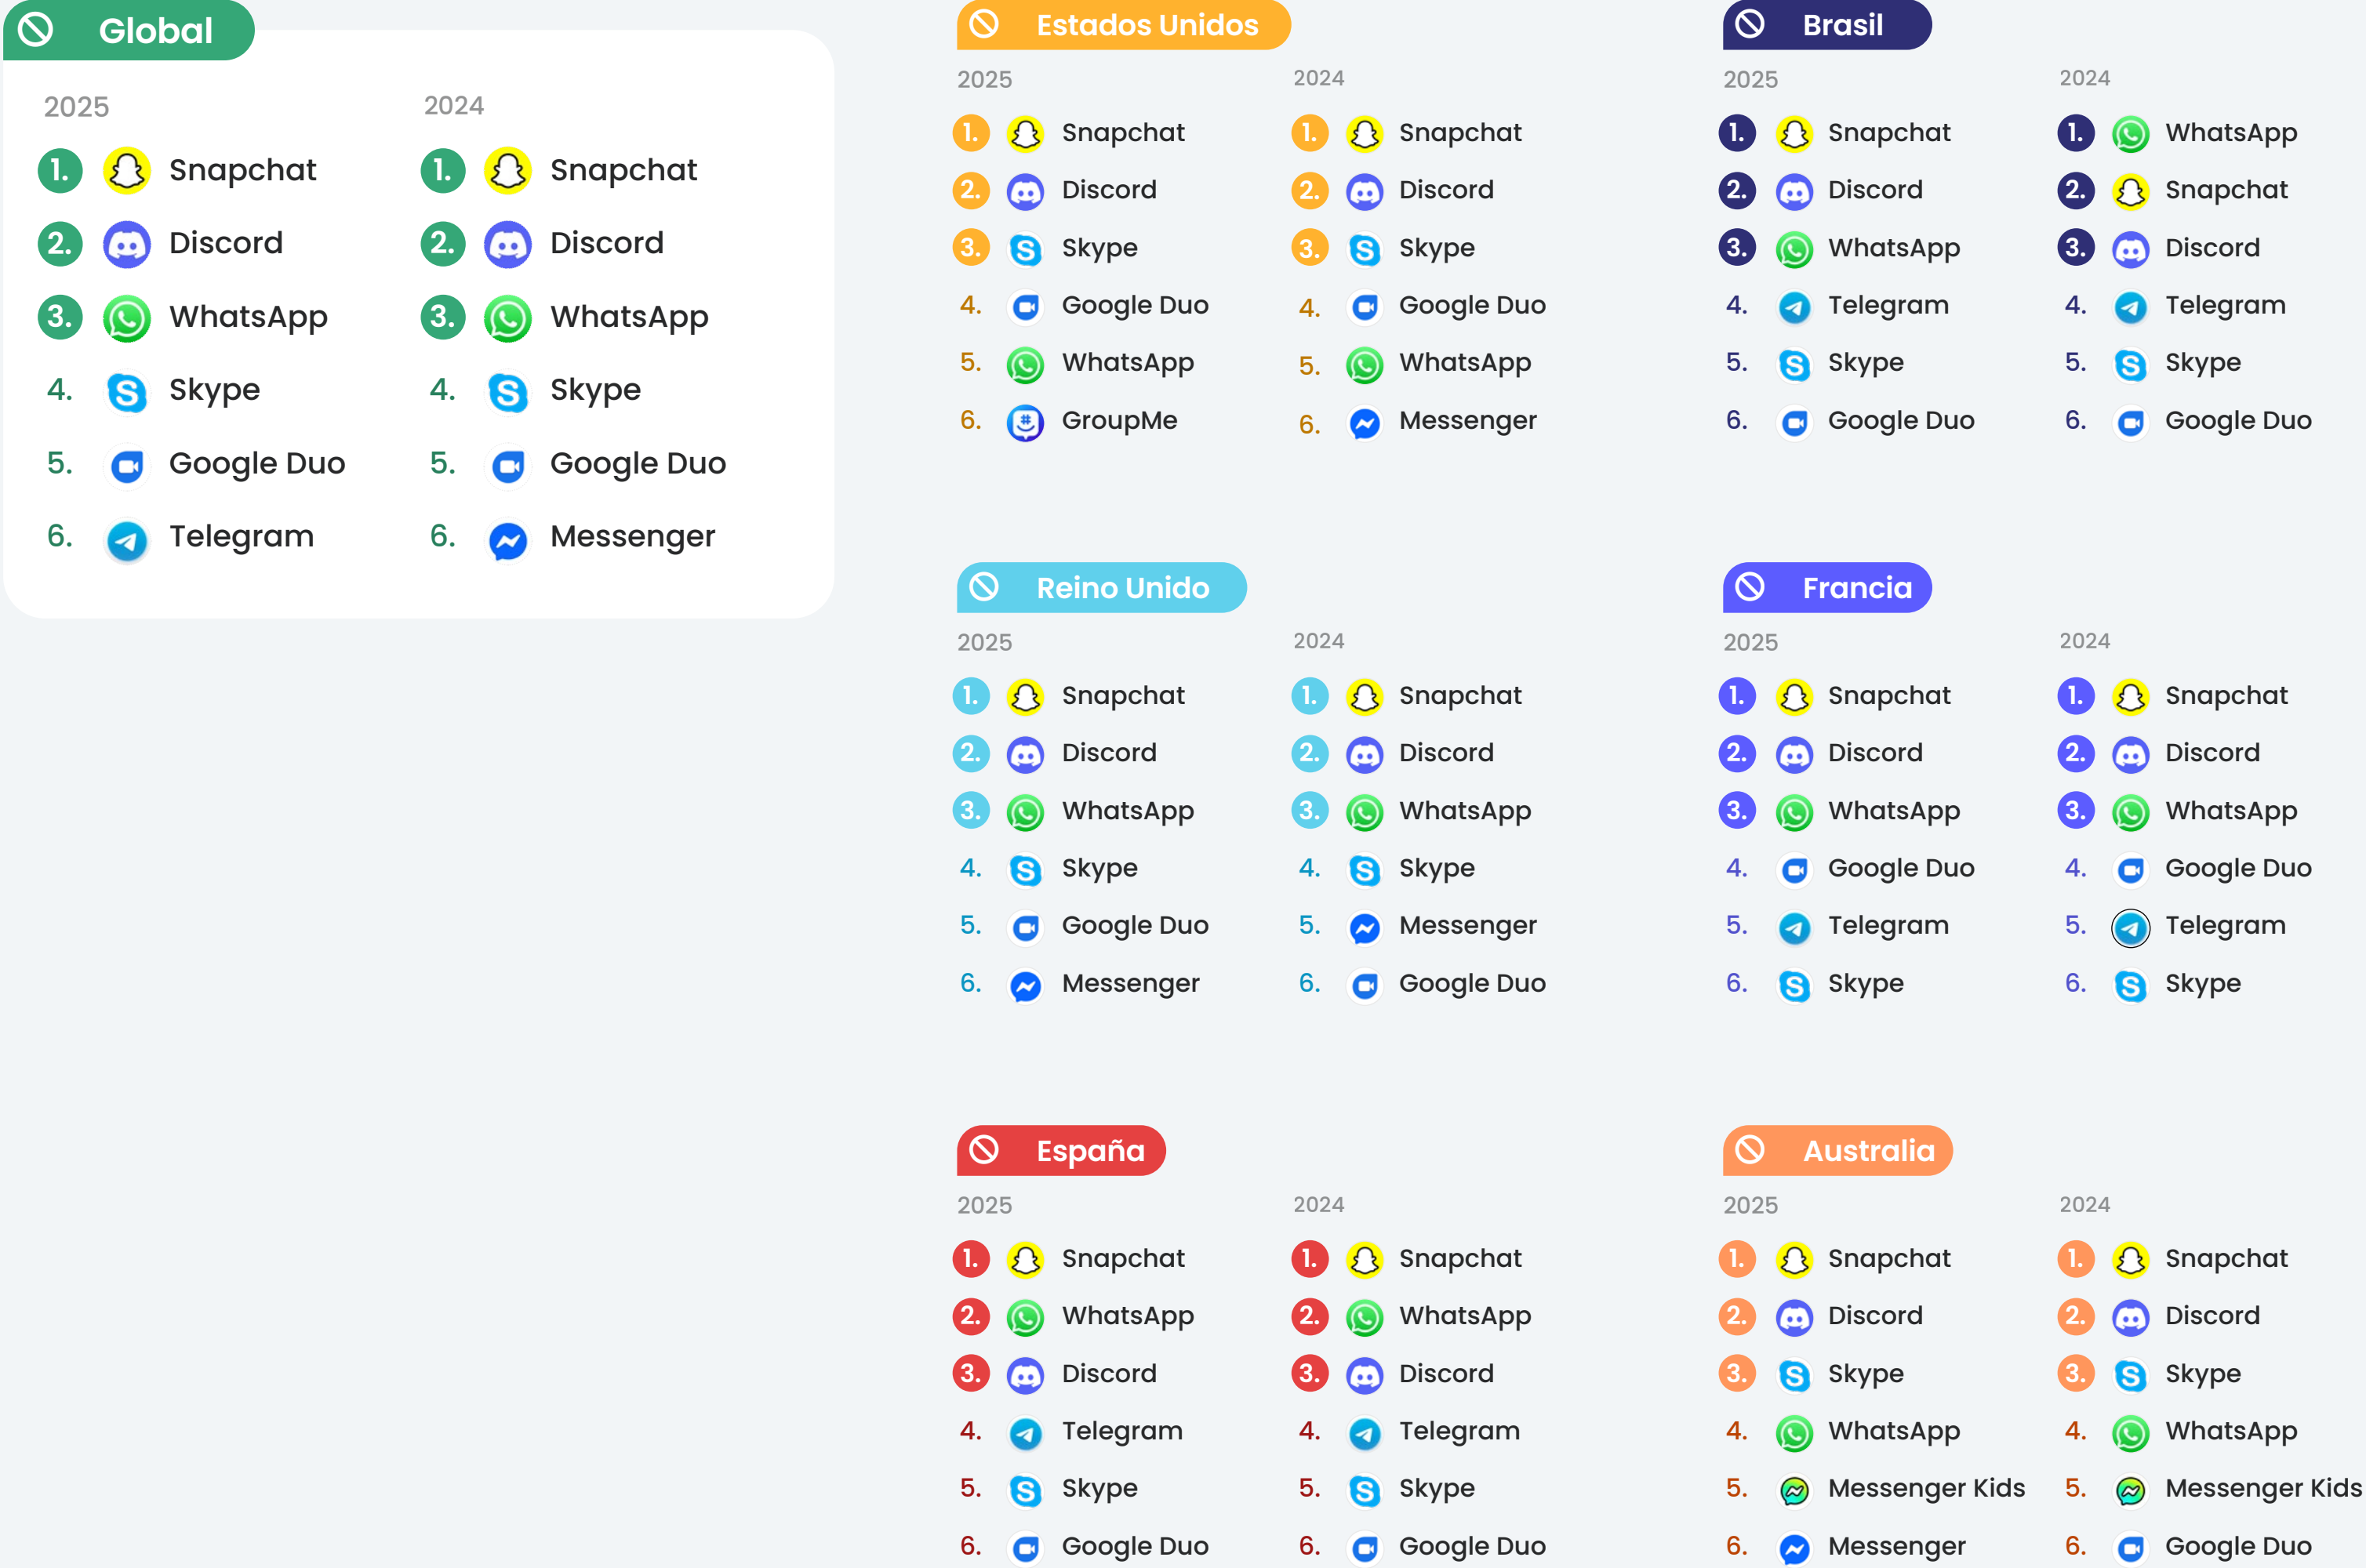 Global
2025
2024
1. Snapchat
1. Snapchat
2. Discord
2. Discord
3. WhatsApp
3. WhatsApp
4. Skype
4. Skype
5. Google Duo
5. Google Duo
6. Telegram
6. Messenger
Estados Unidos
2025
2024
1. Snapchat
1. Snapchat
2. Discord
2. Discord
3. Skype
3. Skype
4. Google Duo
4. Google Duo
5. WhatsApp
5. WhatsApp
6. GroupMe
6. Messenger
Brasil
2025
2024
1. Snapchat
1. WhatsApp
2. Discord
2. Snapchat
3. WhatsApp
3. Discord
4. Telegram
4. Telegram
5. Skype
5. Skype
6. Google Duo
6. Google Duo
Reino Unido
2025
2024
1. Snapchat
1. Snapchat
2. Discord
2. Discord
3. WhatsApp
3. WhatsApp
4. Skype
4. Skype
5. Google Duo
5. Messenger
6. Messenger
6. Google Duo
Francia
2025
2024
1. Snapchat
1. Snapchat
2. Discord
2. Discord
3. WhatsApp
3. WhatsApp
4. Google Duo
4. Google Duo
5. Telegram
5. Telegram
6. Skype
6. Skype
España
2025
2024
1. Snapchat
1. Snapchat
2. WhatsApp
2. WhatsApp
3. Discord
3. Discord
4. Telegram
4. Telegram
5. Skype
5. Skype
6. Google Duo
6. Google Duo
Australia
2025
2024
1. Snapchat
1. Snapchat
2. Discord
2. Discord
3. Skype
3. Skype
4. WhatsApp
4. WhatsApp
5. Messenger Kids
5. Messenger Kids
6. Messenger
6. Google Duo